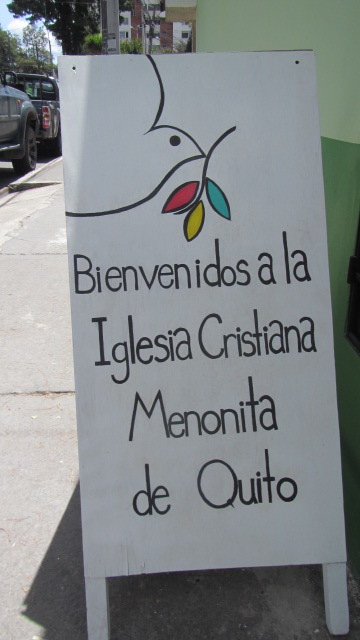 Bienvenidos a la
Iglesia Cristiana
Menonita
de Quito